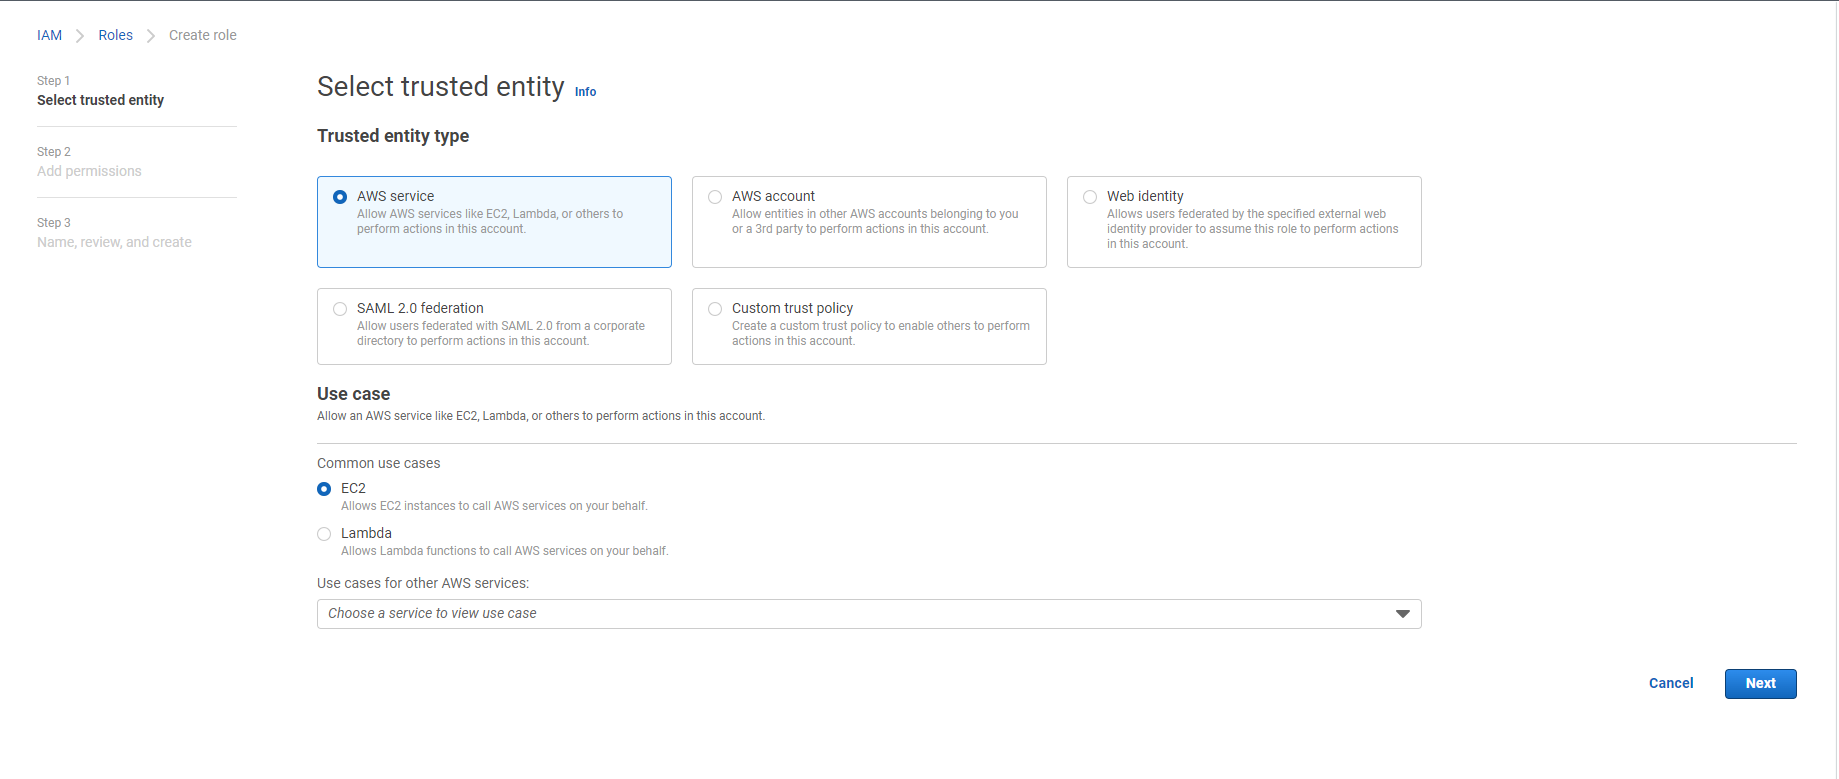 IAM > Roles > Create role
Step 1
Select trusted entity
Step 2
Add permissions
Step 3
Name, review, and create
Select trusted entity Info
Trusted entity type
AWS service
Allow AWS services like EC2, Lambda, or others to
perform actions in this account.
AWS account
Allow entities in other AWS accounts belonging to you
or a 3rd party to perform actions in this account.
Web identity
Allows users federated by the specified external web
identity provider to assume this role to perform actions
in this account.
SAML 2.0 federation
Allow users federated with SAML 2.0 from a corporate
directory to perform actions in this account.
Custom trust policy
Create a custom trust policy to enable others to perform
actions in this account.
Use case
Allow an AWS service like EC2, Lambda, or others to perform actions in this account.
Common use cases
EC2
Allows EC2 instances to call AWS services on your behalf.
Lambda
Allows Lambda functions to call AWS services on your behalf.
Use cases for other AWS services:
Choose a service to view use case
Cancel Next